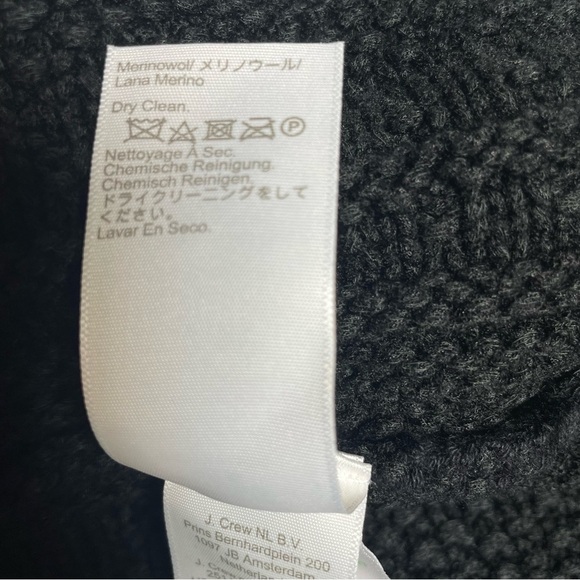 Merinowol/ メリノウール/
Lana Merino
Dry Clean.
P
Nettoyage À Sec.
Chemische Reinigung.
Chemisch Reinigen.
ドライクリーニングをして
ください。
Lavar En Seco.
J. Crew NL B.V
Prins Bernhardplein 200
1097 JB Amsterdam
Netherland
J. Crew